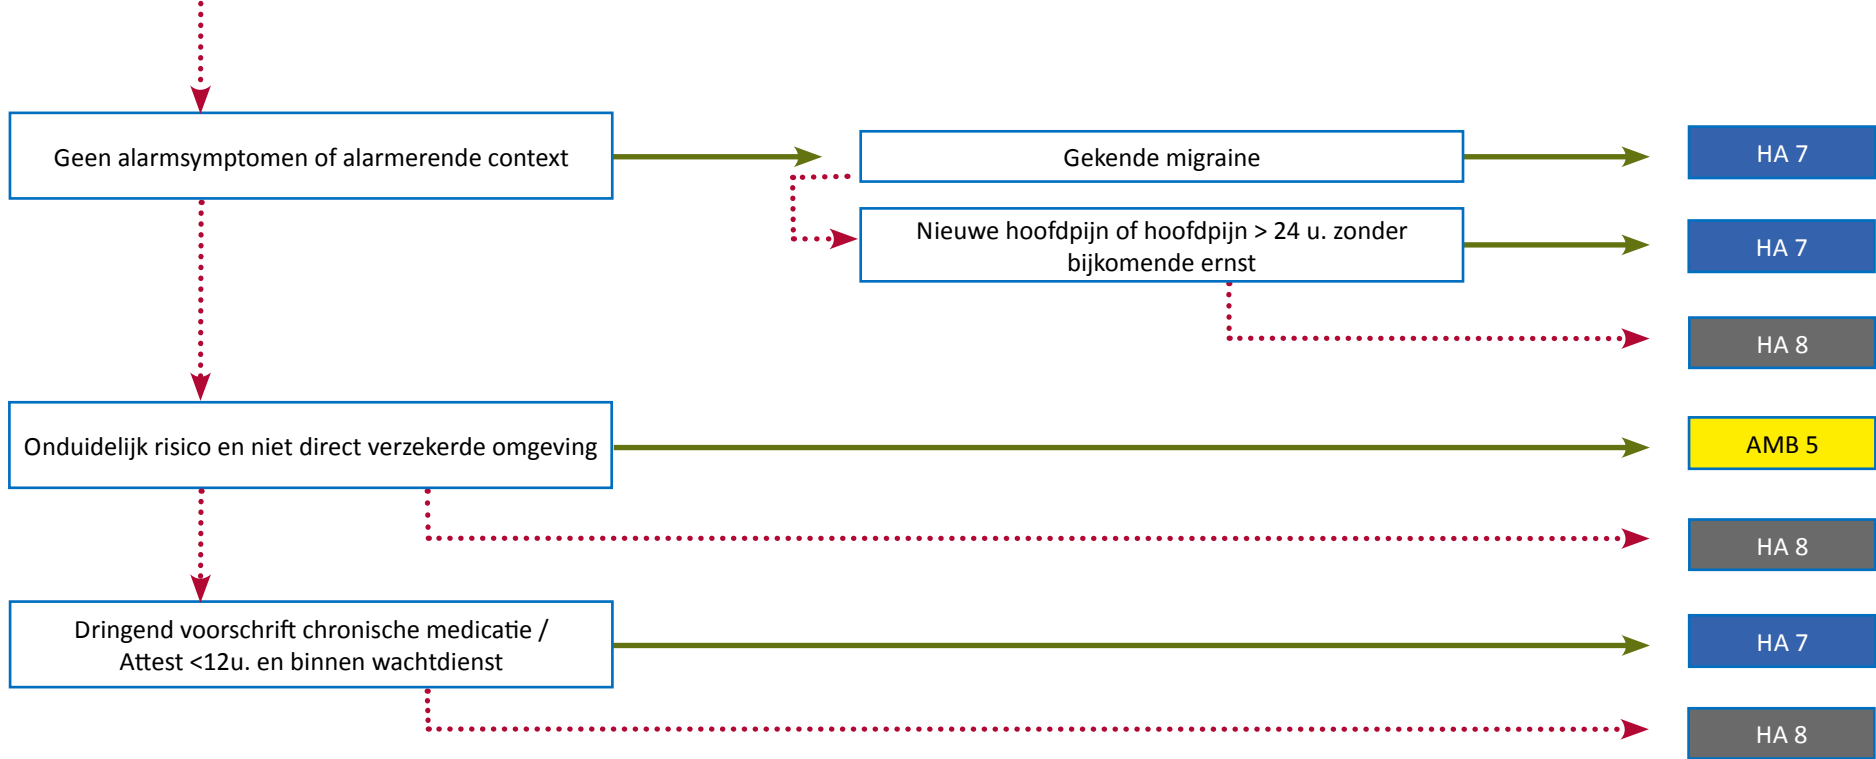 Geen alarmsymptomen of alarmerende context
Gekende migraine
HA 7
Nieuwe hoofdpijn of hoofdpijn > 24 u. zonder
bijkomende ernst
HA 7
HA 8
Onduidelijk risico en niet direct verzekerde omgeving
AMB 5
HA 8
Dringend voorschrift chronische medicatie /
Attest <12u. en binnen wachtdienst
HA 7
HA 8